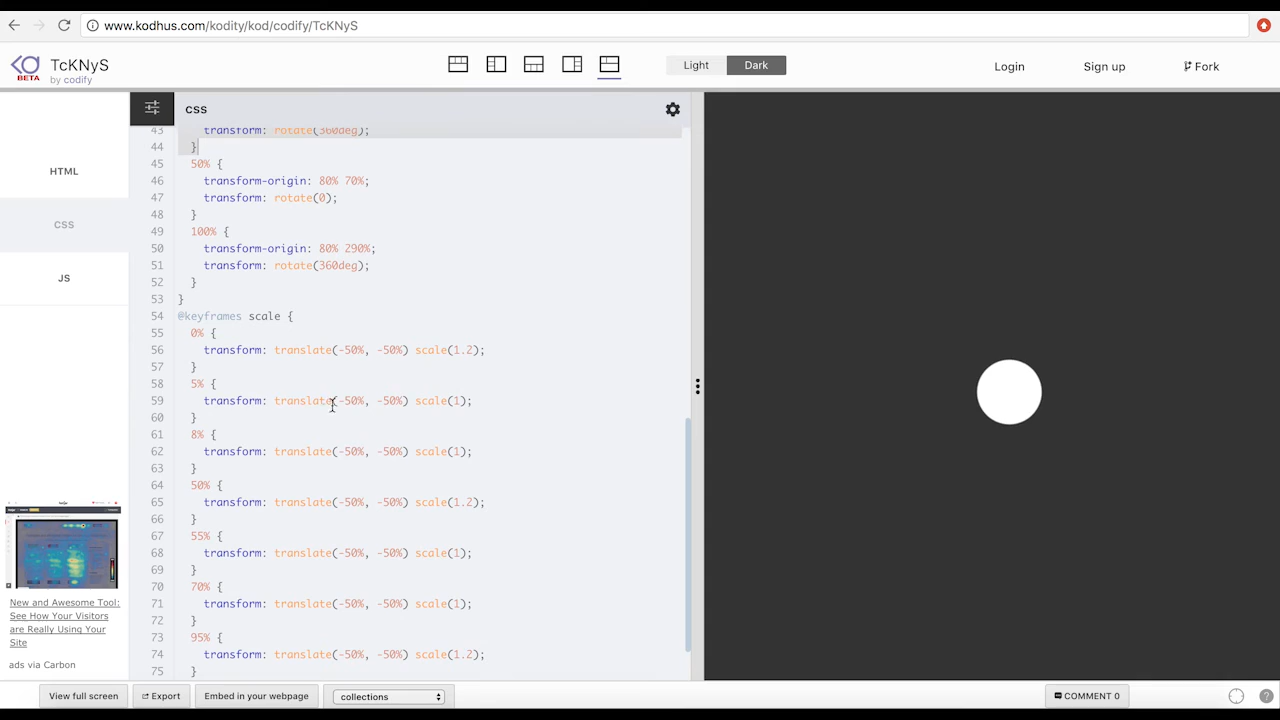 www.kodhus.com/kodity/kod/codify/TcKNyS
BETA
TcKNyS
by codify
Light
Dark
Login
Sign up
Fork
css
HTML
CSS
JS
43 transform: rotate(360deg);
44 }
45 50% {
46 transform-origin: 80% 70%;
47 transform: rotate(0);
48 }
49 100% {
50 transform-origin: 80% 290%;
51 transform: rotate(360deg);
52 }
53 }
54 @keyframes scale {
55 0% {
56 transform: translate(-50%, -50%) scale(1.2);
57 }
58 5% {
59 transform: translate(-50%, -50%) scale(1);
60 }
61 8% {
62 transform: translate(-50%, -50%) scale(1);
63 }
64 50% {
65 transform: translate(-50%, -50%) scale(1.2);
66 }
67 55% {
68 transform: translate(-50%, -50%) scale(1);
69 }
70 70% {
71 transform: translate(-50%, -50%) scale(1);
72 }
73 95% {
74 transform: translate(-50%, -50%) scale(1.2);
75 }
New and Awesome Tool:
See How Your Visitors
are Really Using Your
Site
ads via Carbon
View full screen
Export
Embed in your webpage
collections
COMMENT 0